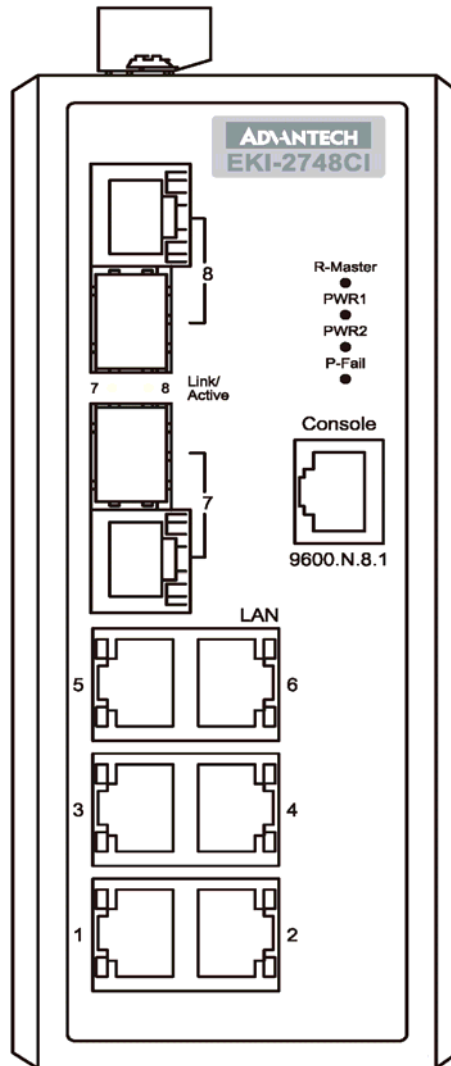 ADVANTECH
EKI-2748CI
8
R-Master
PWR1
PWR2
P-Fail
7 8 Link/
Active
Console
7
9600.N.8.1
LAN
5 6
3 4
1 2